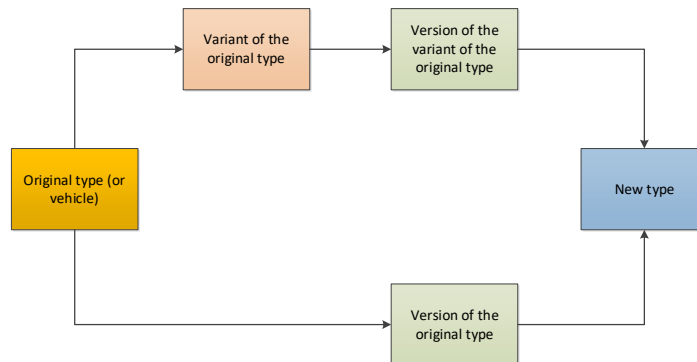 Variant of the
original type
Version of the
variant of the
original type
Original type (or
vehicle)
New type
Version of the
original type